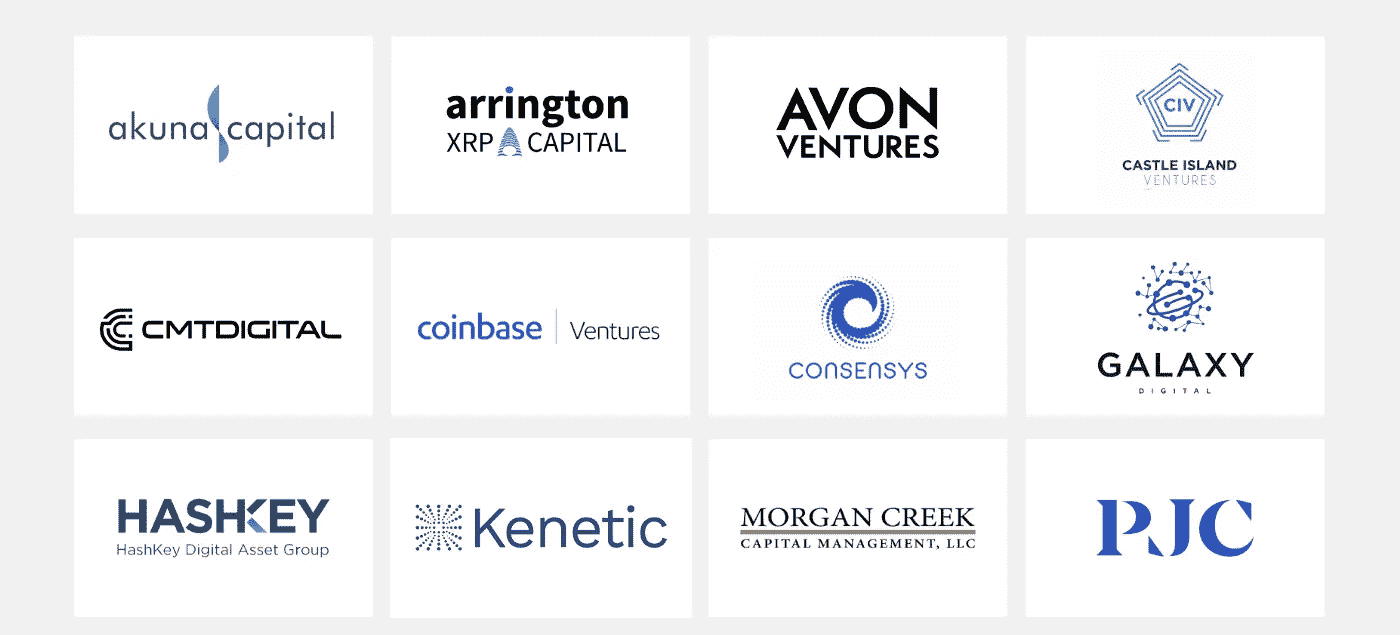 akuna capital
arrington
XRP CAPITAL
AVON
VENTURES
CIV
CASTLE ISLAND
VENTURES
CMTDIGITAL
coinbase Ventures
CONSENSYS
GALAXY
DIGITAL
HASHKEY
HashKey Digital Asset Group
Kenetic
MORGAN CREEK
CAPITAL MANAGEMENT, LLC
PJC